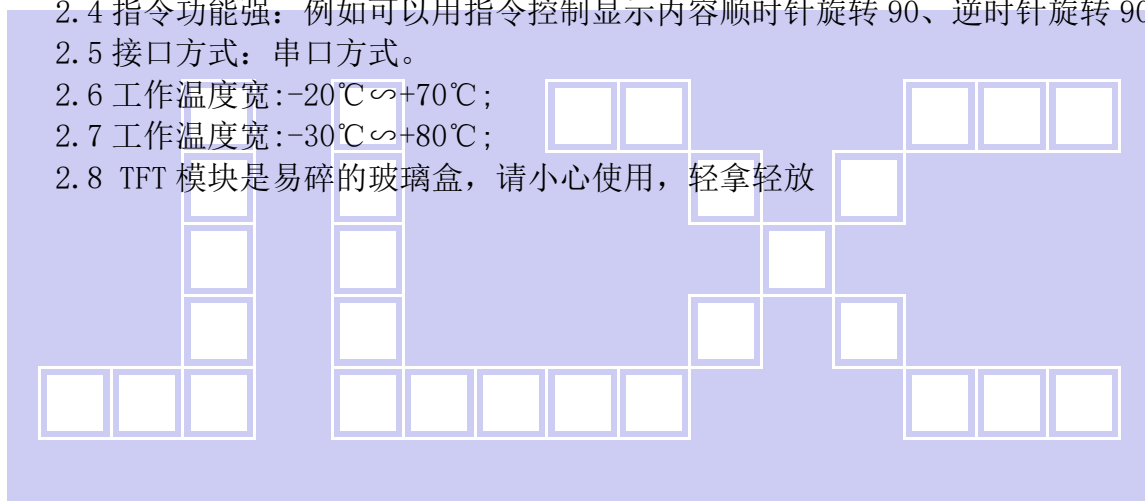 2.4 指令功能强：例如可以用指令控制显示内容顺时针旋转 90、逆时针旋转 90
2.5 接口方式：串口方式。
2.6 工作温度宽:-20℃∽+70℃;
2.7 工作温度宽:-30℃∽+80℃;
2.8 TFT 模块是易碎的玻璃盒，请小心使用，轻拿轻放
JLX